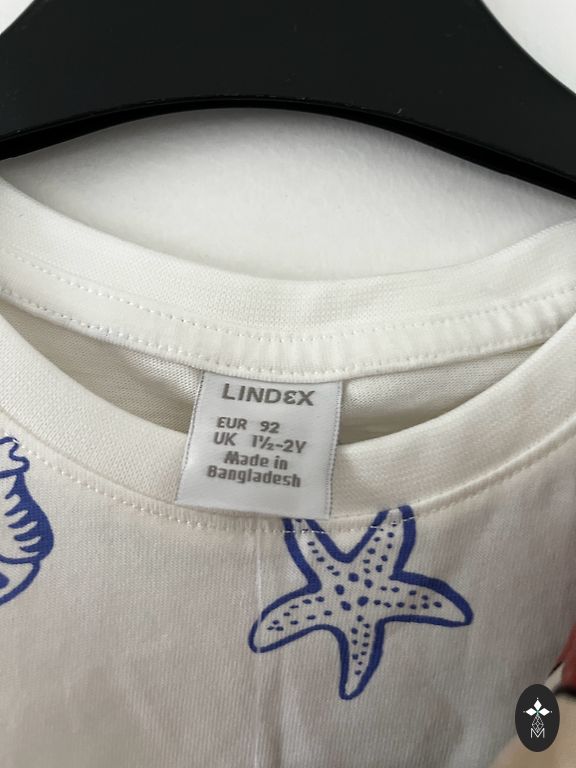 LINDEX
EUR 92
UK 1½-2Y
Made in
Bangladesh
M